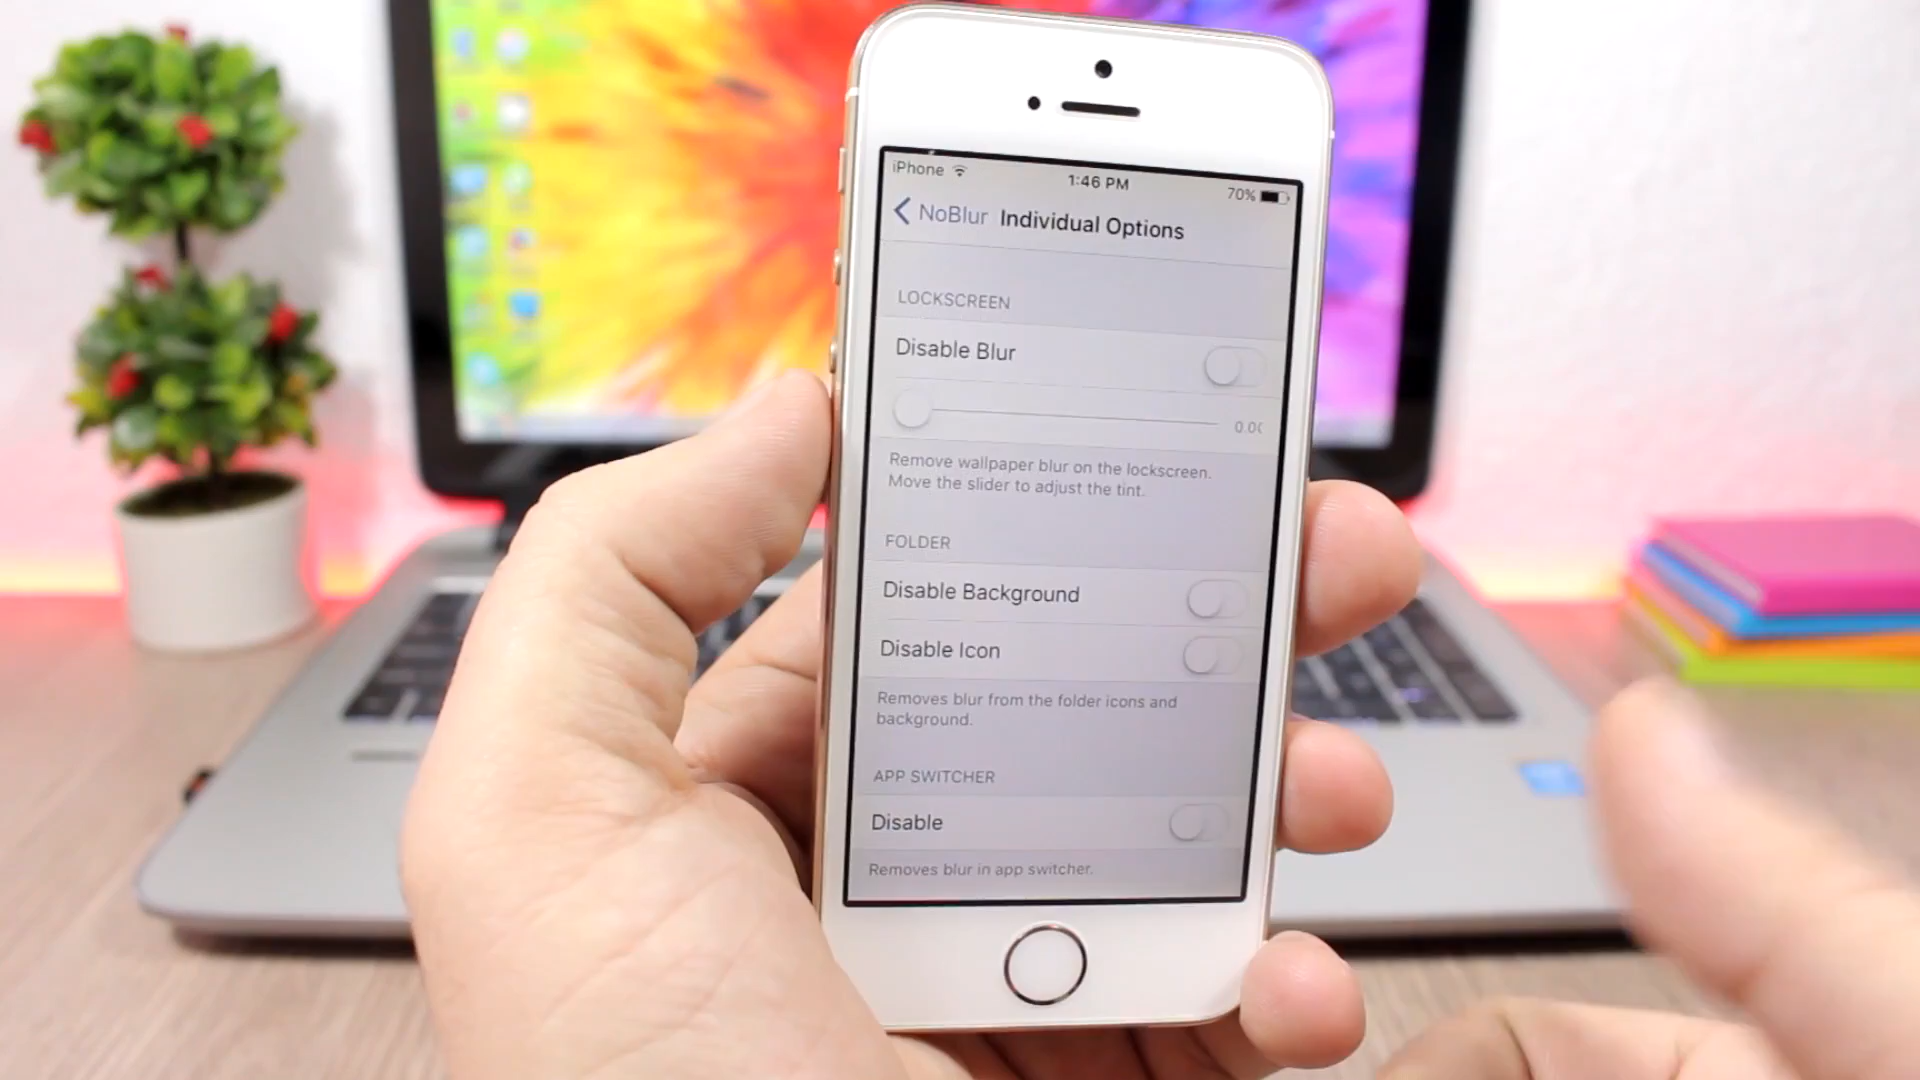 iPhone
1:46 PM
70%
NoBlur Individual Options
LOCKSCREEN
Disable Blur
0.0
Remove wallpaper blur on the lockscreen.
Move the slider to adjust the tint.
FOLDER
Disable Background
Disable Icon
Removes blur from the folder icons and
background.
APP SWITCHER
Disable
Removes blur in app switcher.